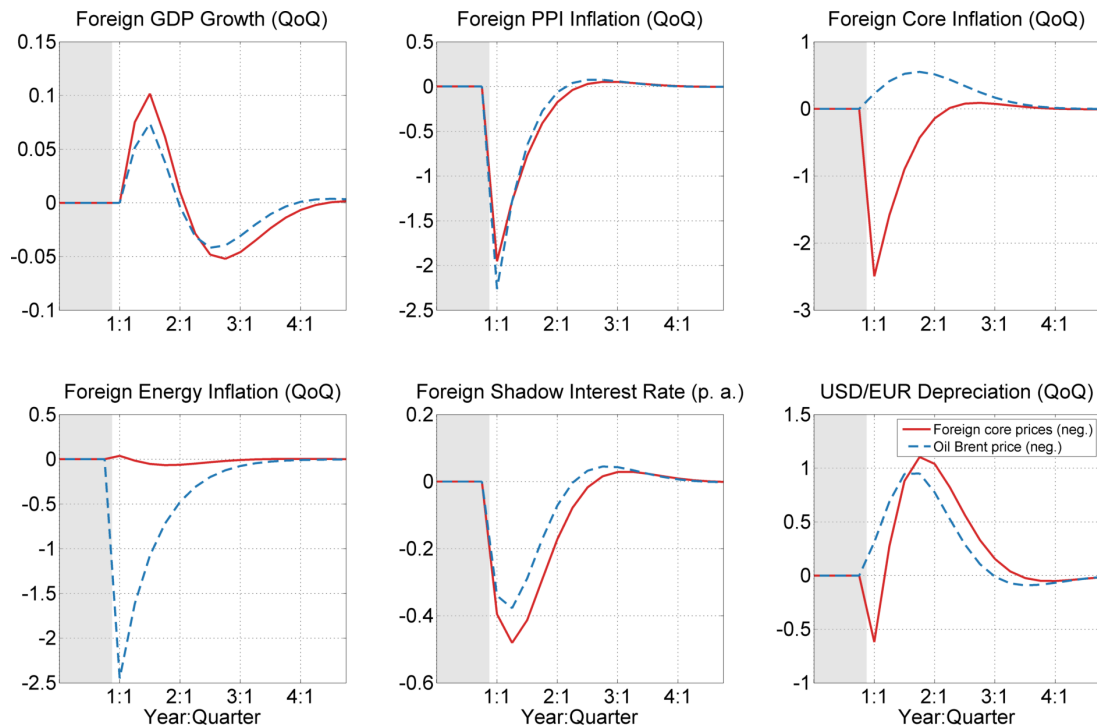 Foreign GDP Growth (QoQ)
0.15
0.1
0.05
0
-0.05
-0.1
1:1 2:1 3:1 4:1
Foreign PPI Inflation (QoQ)
0.5
0
-0.5
-1
-1.5
-2
-2.5
1:1 2:1 3:1 4:1
Foreign Core Inflation (QoQ)
1
0
-1
-2
-3
1:1 2:1 3:1 4:1
Foreign Energy Inflation (QoQ)
0.5
0
-0.5
-1
-1.5
-2
-2.5
1:1 2:1 3:1 4:1
Year:Quarter
Foreign Shadow Interest Rate (p. a.)
0.2
0
-0.2
-0.4
-0.6
1:1 2:1 3:1 4:1
Year:Quarter
USD/EUR Depreciation (QoQ)
1.5
1
0.5
0
-0.5
-1
Foreign core prices (neg.)
Oil Brent price (neg.)
1:1 2:1 3:1 4:1
Year:Quarter